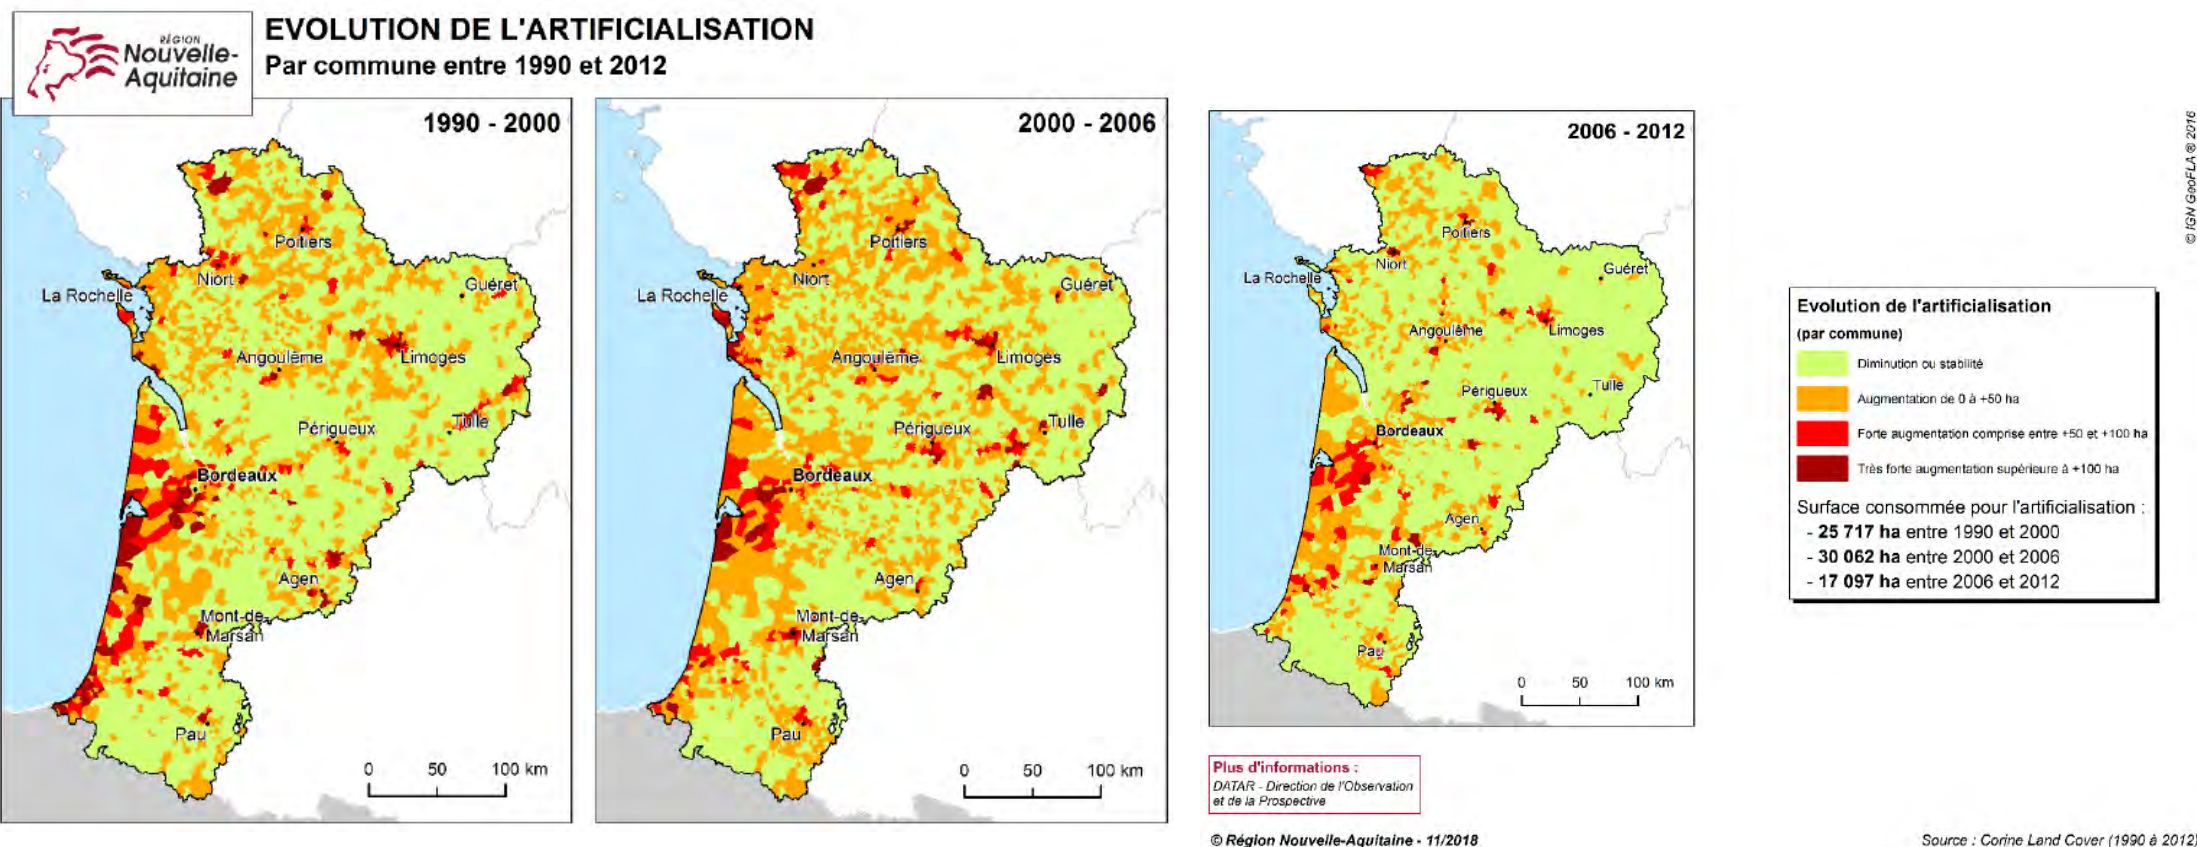 RÉGION
Nouvelle-
Aquitaine
EVOLUTION DE L'ARTIFICIALISATION
Par commune entre 1990 et 2012
1990 - 2000
Poitiers
Niort
La Rochelle
Guéret
Angoulême
Limoges
Périgueux
Tulle
Bordeaux
Agen
Mont-de-
Marsan
Pau
0 50 100 km
2000 - 2006
Poitiers
Niort
La Rochelle
Guéret
Angoulême
Limoges
Périgueux
Tulle
Bordeaux
Agen
Mont-de-
Marsan
Pau
0 50 100 km
2006 - 2012
Poitiers
Niort
La Rochelle
Guéret
Angoulême
Limoges
Périgueux
Tulle
Bordeaux
Agen
Mont-de-
Marsan
Pau
0 50 100 km
Plus d'informations :
DATAR - Direction de l'Observation
et de la Prospective
© Région Nouvelle-Aquitaine - 11/2018
© IGN GeoFLA ® 2016
Evolution de l'artificialisation
(par commune)
Diminution ou stabilité
Augmentation de 0 à +50 ha
Forte augmentation comprise entre +50 et +100 ha
Très forte augmentation supérieure à +100 ha
Surface consommée pour l'artificialisation :
- 25 717 ha entre 1990 et 2000
- 30 062 ha entre 2000 et 2006
- 17 097 ha entre 2006 et 2012
Source : Corine Land Cover (1990 à 2012)